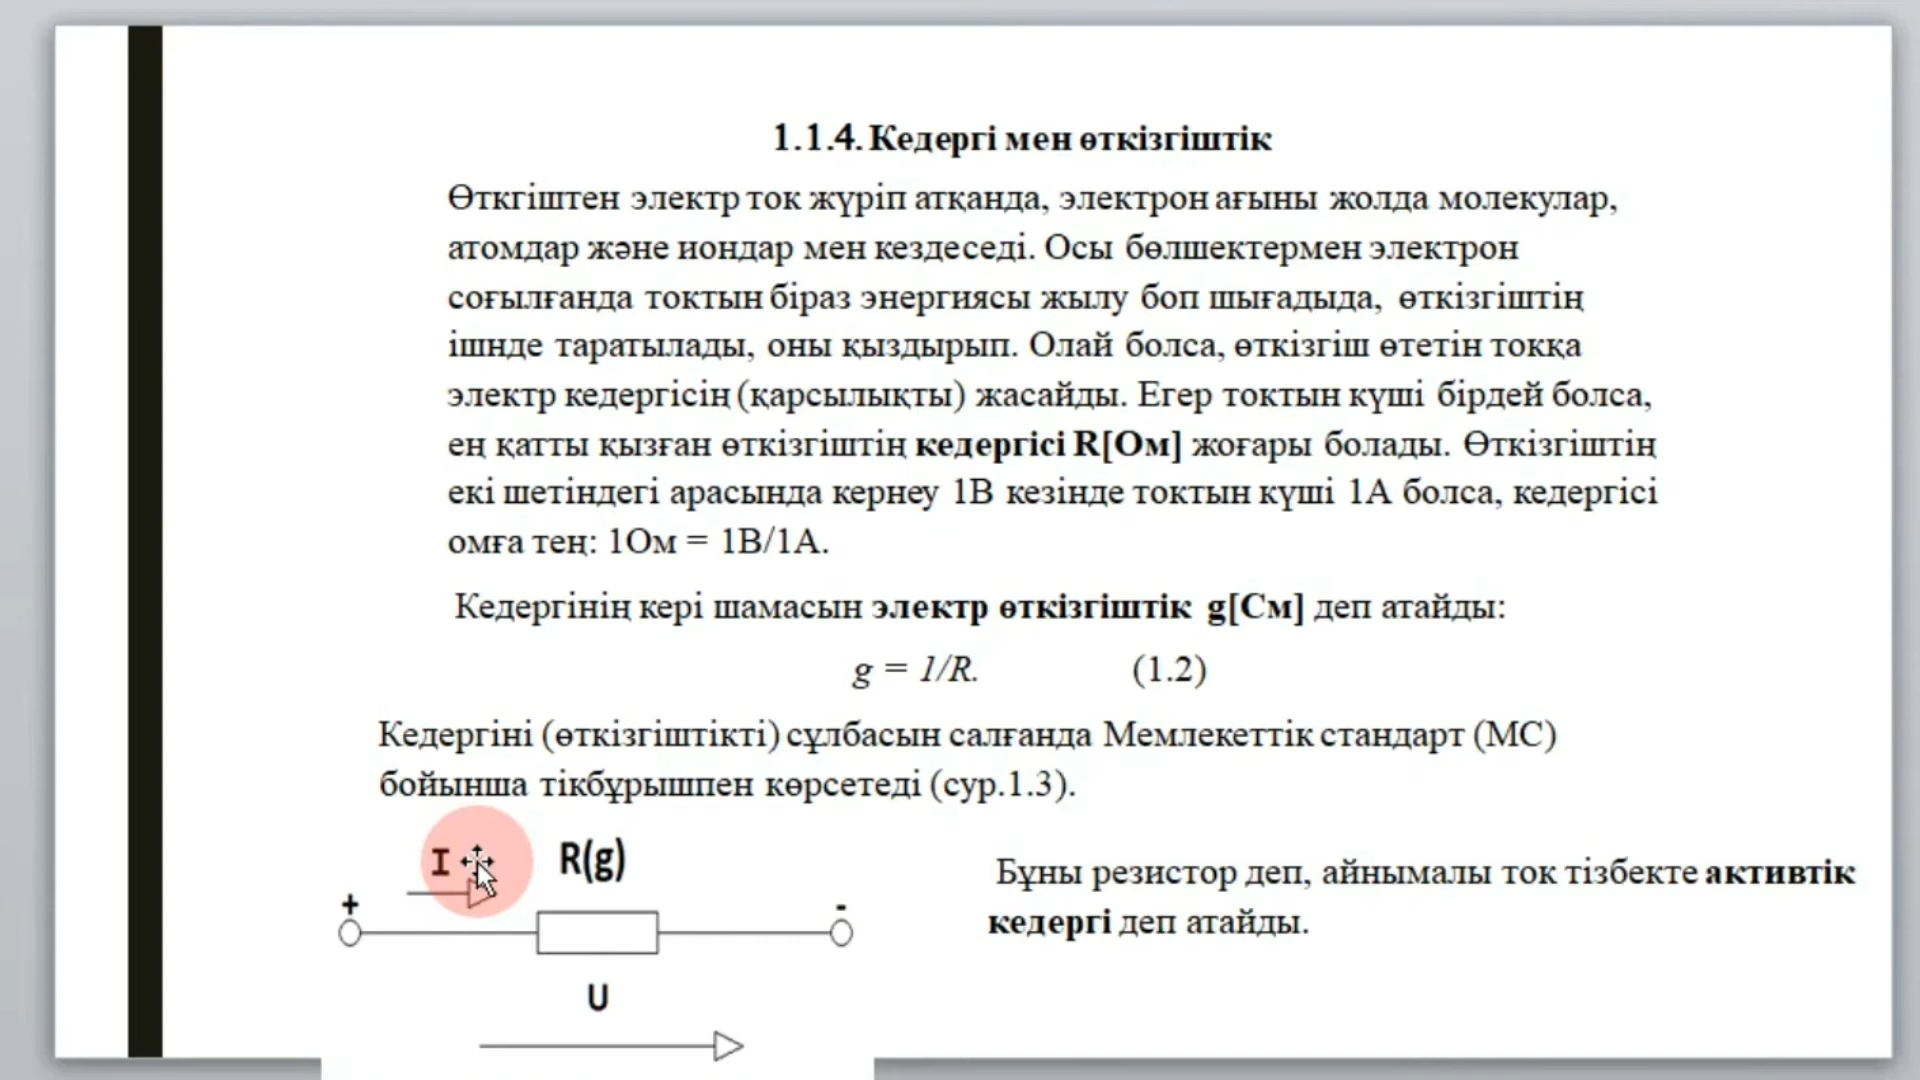 1.1.4. Кедергі мен өткізгіштік
Өткгіштен электр ток жүріп атқанда, электрон ағыны жолда молекулар,
атомдар және иондар мен кездеседі. Осы бөлшектермен электрон
соғылғанда токтын біраз энергиясы жылу боп шығадыда, өткізгіштің
ішнде таратылады, оны қыздырып. Олай болса, өткізгіш өтетін токқа
электр кедергісің (қарсылықты) жасайды. Егер токтын күші бірдей болса,
ең қатты қызған өткізгіштің кедергісі R[Ом] жоғары болады. Өткізгіштің
екі шетіндегі арасында кернеу 1В кезінде токтын күші 1А болса, кедергісі
омға тең: 1Ом = 1В/1А.
Кедергінің кері шамасын электр өткізгіштік g[См] деп атайды:
g = 1/R. (1.2)
Кедергіні (өткізгіштікті) сұлбасын салғанда Мемлекеттік стандарт (МС)
бойынша тікбұрышпен көрсетеді (сур.1.3).
I R(g)
+ -
U
Бұны резистор деп, айнымалы ток тізбекте активтік
кедергі деп атайды.